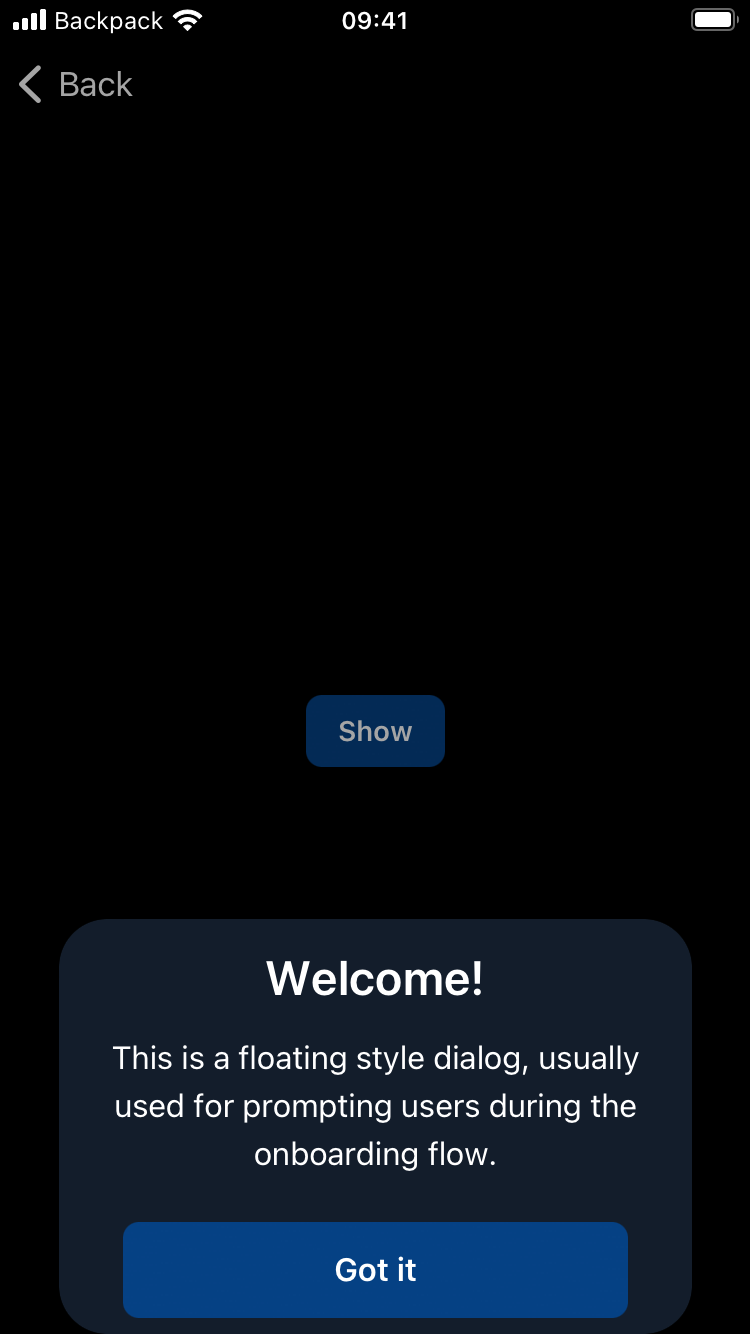 Backpack 09:41
Back
Show
Welcome!
This is a floating style dialog, usually
used for prompting users during the
onboarding flow.
Got it